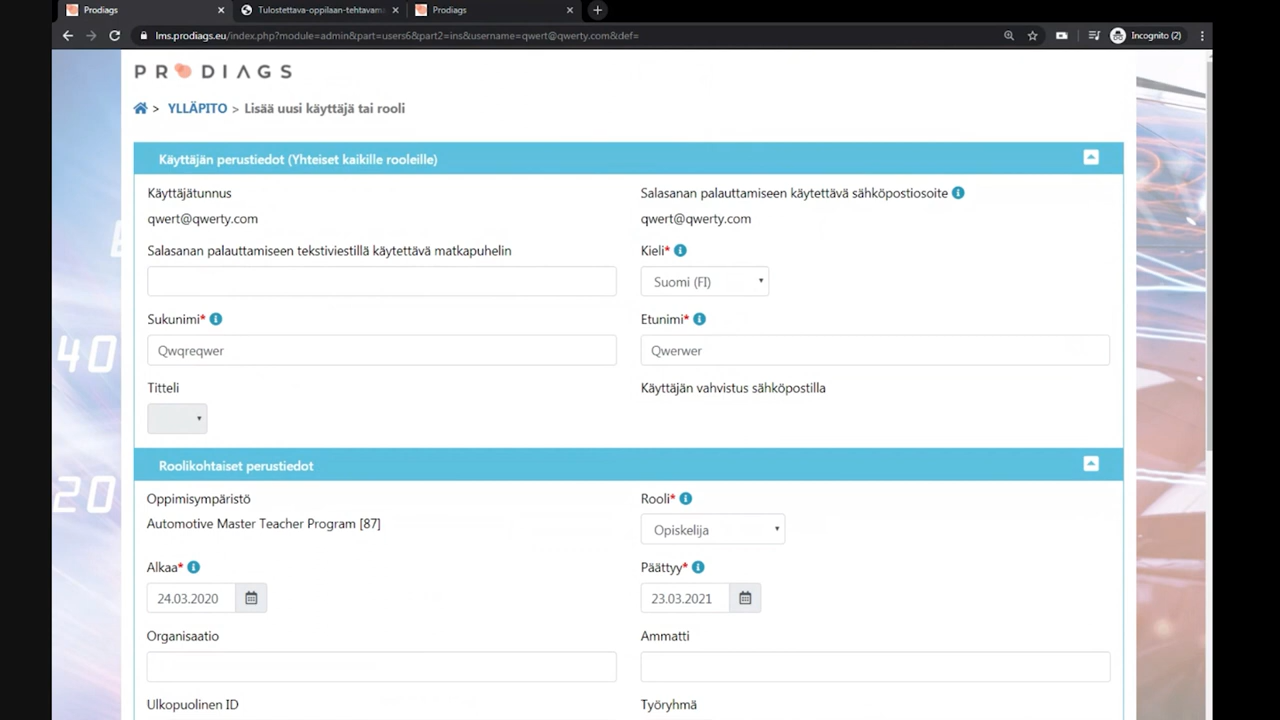 Prodiags
Tulostettava-oppilaan-tehtavam
Prodiags
lms.prodiags.eu/index.php?module=admin&part=users6&part2=ins&username=qwert@qwerty.com&def=
Incognito (2)
PRODIAGS
> YLLÄPITO > Lisää uusi käyttäjä tai rooli
Käyttäjän perustiedot (Yhteiset kaikille rooleille)
Käyttäjätunnus
Salasanan palauttamiseen käytettävä sähköpostiosoite
qwert@qwerty.com
qwert@qwerty.com
Salasanan palauttamiseen tekstiviestillä käytettävä matkapuhelin
Kieli*
Suomi (FI)
Sukunimi*
Etunimi*
Qwqreqwer
Qwerwer
Titteli
Käyttäjän vahvistus sähköpostilla
Roolikohtaiset perustiedot
Oppimisympäristö
Rooli*
Automotive Master Teacher Program [87]
Opiskelija
Alkaa*
Päättyy*
24.03.2020
23.03.2021
Organisaatio
Ammatti
Ulkopuolinen ID
Työryhmä
40
20